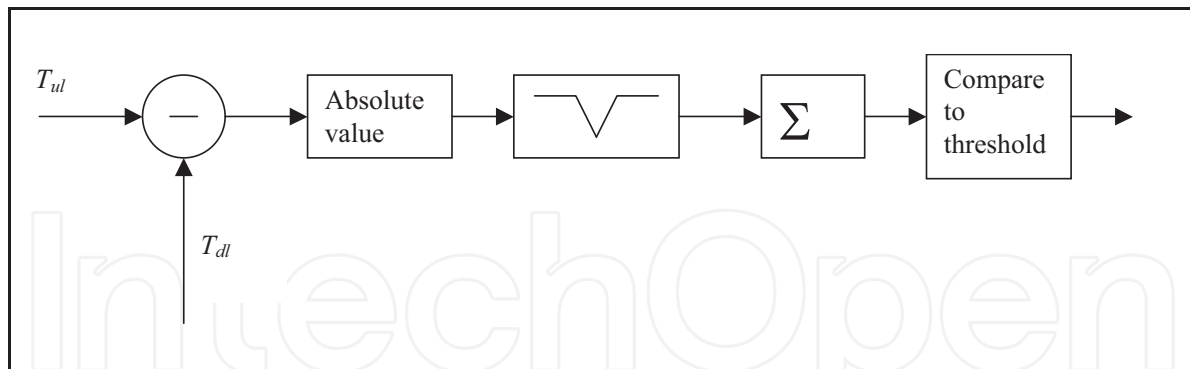 T_ul
−
Absolute
value
Σ
Compare
to
threshold
T_dl
IntechOpen